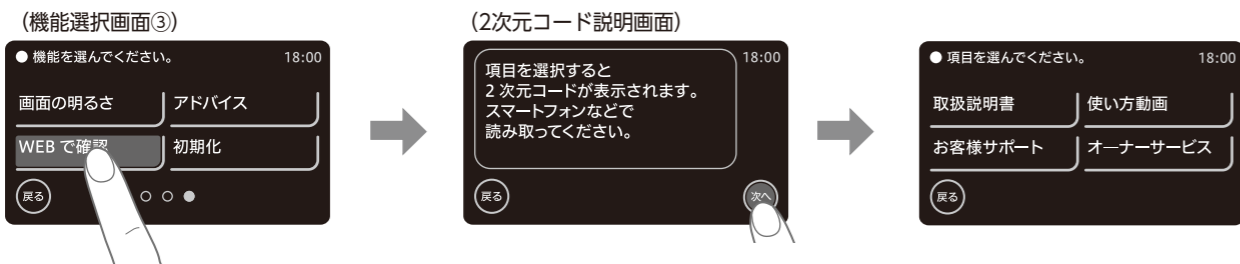 (機能選択画面③)
● 機能を選んでください。 18:00
画面の明るさ アドバイス
WEB で確認 初期化
戻る
(2次元コード説明画面)
18:00
項目を選択すると
2 次元コードが表示されます。
スマートフォンなどで
読み取ってください。
戻る 次へ
● 項目を選んでください。 18:00
取扱説明書 使い方動画
お客様サポート オーナーサービス
戻る